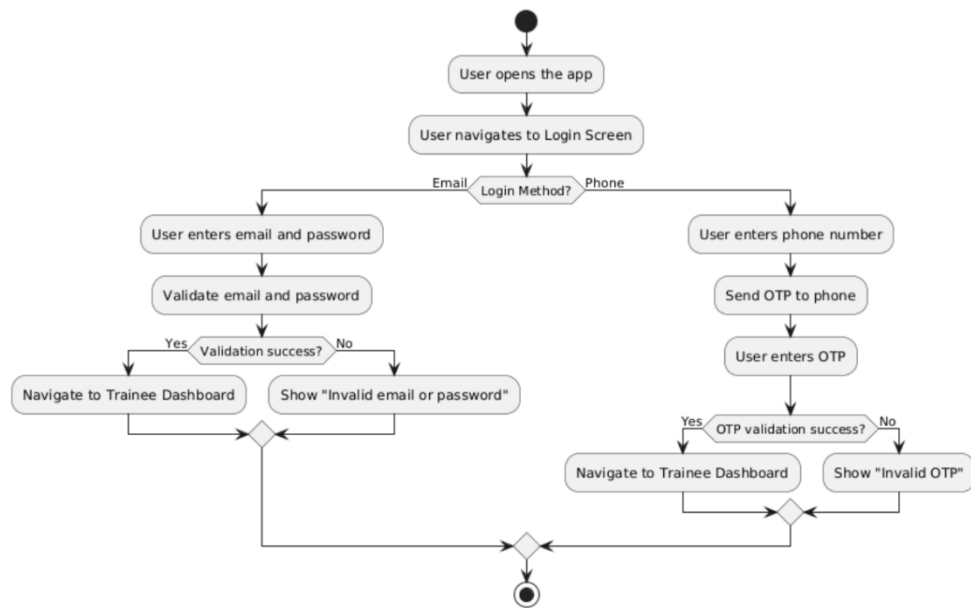 User opens the app
User navigates to Login Screen
Email
Login Method?
Phone
User enters email and password
User enters phone number
Validate email and password
Send OTP to phone
Yes
Validation success?
No
User enters OTP
Navigate to Trainee Dashboard
Show "Invalid email or password"
Yes
OTP validation success?
No
Navigate to Trainee Dashboard
Show "Invalid OTP"